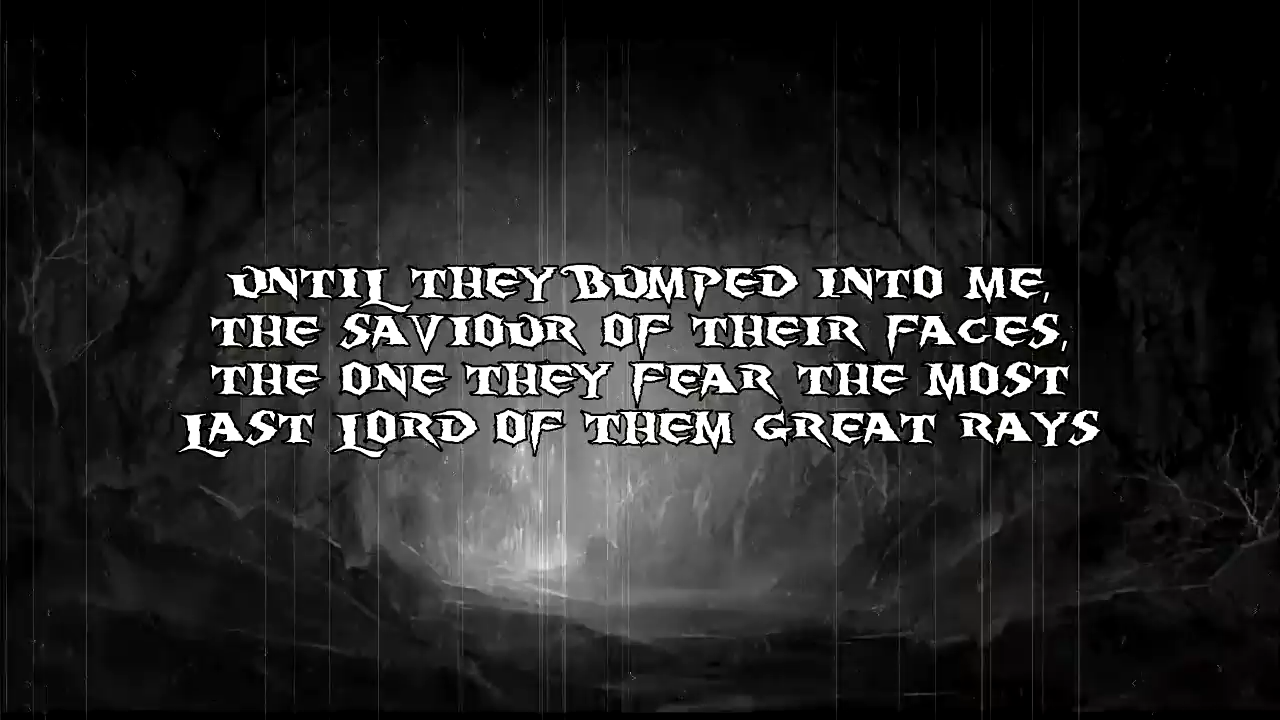 UNTIL THEY BUMPED INTO ME,
THE SAVIOUR OF THEIR FACES,
THE ONE THEY FEAR THE MOST
LAST LORD OF THEM GREAT RAYS